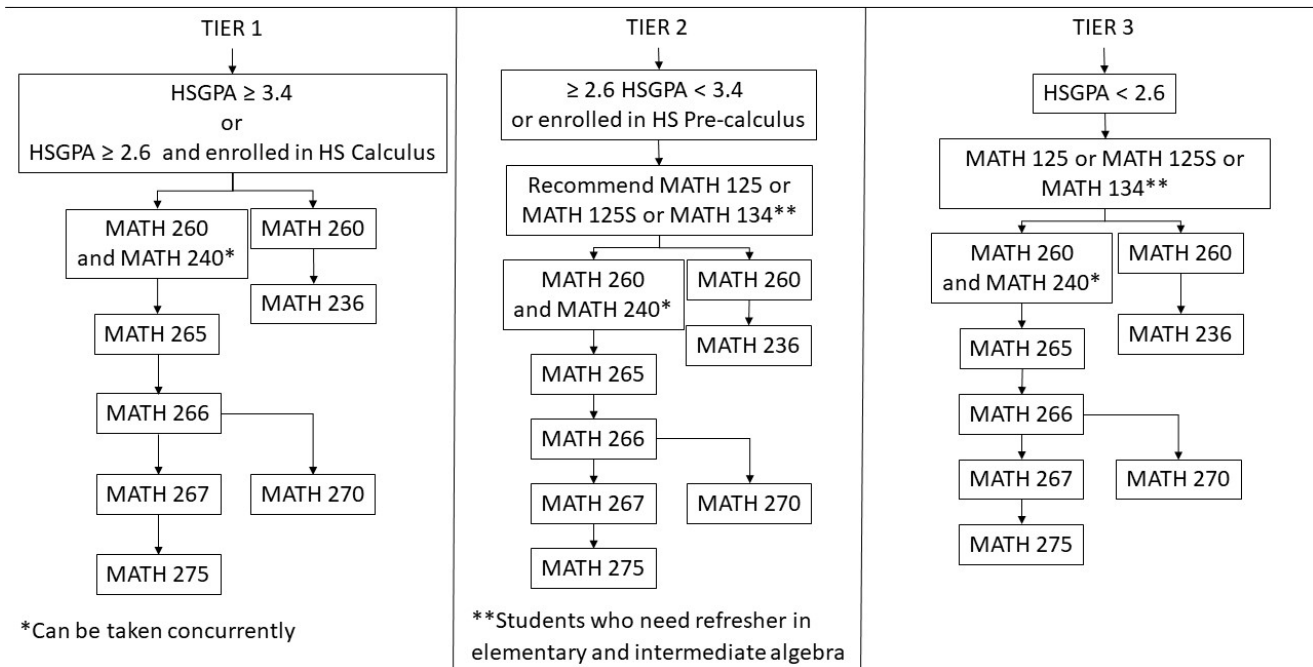 TIER 1
HSGPA ≥ 3.4
or
HSGPA ≥ 2.6 and enrolled in HS Calculus
MATH 260
and MATH 240*
MATH 260
MATH 236
MATH 265
MATH 266
MATH 267
MATH 270
MATH 275
*Can be taken concurrently
TIER 2
≥ 2.6 HSGPA < 3.4
or enrolled in HS Pre-calculus
Recommend MATH 125 or
MATH 125S or MATH 134**
MATH 260
and MATH 240*
MATH 260
MATH 236
MATH 265
MATH 266
MATH 267
MATH 270
MATH 275
**Students who need refresher in
elementary and intermediate algebra
TIER 3
HSGPA < 2.6
MATH 125 or MATH 125S or
MATH 134**
MATH 260
and MATH 240*
MATH 260
MATH 236
MATH 265
MATH 266
MATH 267
MATH 270
MATH 275